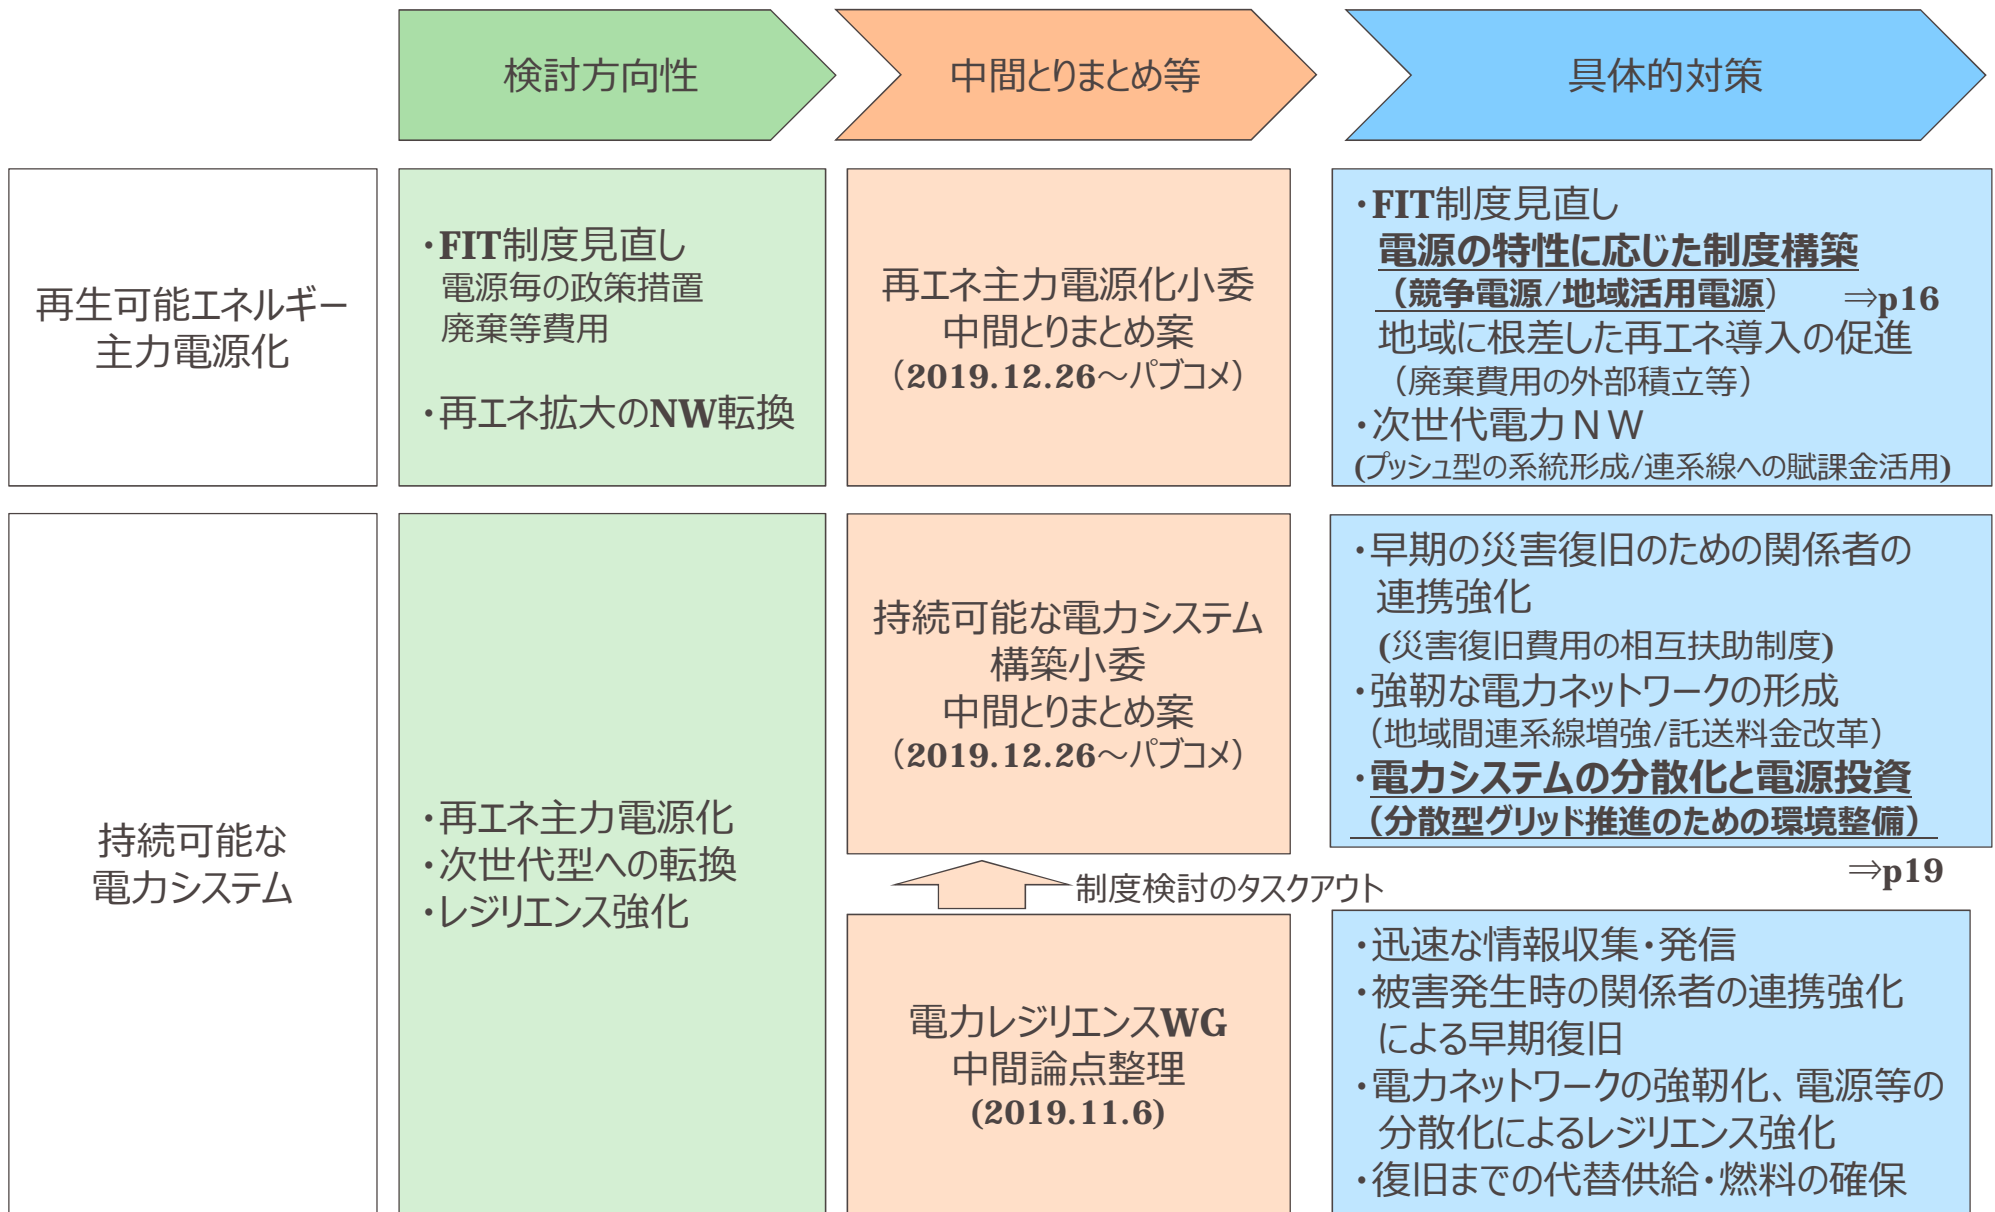 検討方向性
中間とりまとめ等
具体的対策
再生可能エネルギー
主力電源化
・FIT制度見直し
電源毎の政策措置
廃棄等費用
・再エネ拡大のNW転換
再エネ主力電源化小委
中間とりまとめ案
（2019.12.26～パブコメ）
・FIT制度見直し
電源の特性に応じた制度構築
（競争電源/地域活用電源） ⇒p16
地域に根差した再エネ導入の促進
（廃棄費用の外部積立等）
・次世代電力ＮＷ
(プッシュ型の系統形成/連系線への賦課金活用)
持続可能な
電力システム
・再エネ主力電源化
・次世代型への転換
・レジリエンス強化
持続可能な電力システム
構築小委
中間とりまとめ案
（2019.12.26～パブコメ）
・早期の災害復旧のための関係者の
連携強化
(災害復旧費用の相互扶助制度)
・強靭な電力ネットワークの形成
（地域間連系線増強/託送料金改革）
・電力システムの分散化と電源投資
（分散型グリッド推進のための環境整備）
⇒p19
制度検討のタスクアウト
電力レジリエンスWG
中間論点整理
(2019.11.6)
・迅速な情報収集・発信
・被害発生時の関係者の連携強化
による早期復旧
・電力ネットワークの強靭化、電源等の
分散化によるレジリエンス強化
・復旧までの代替供給・燃料の確保